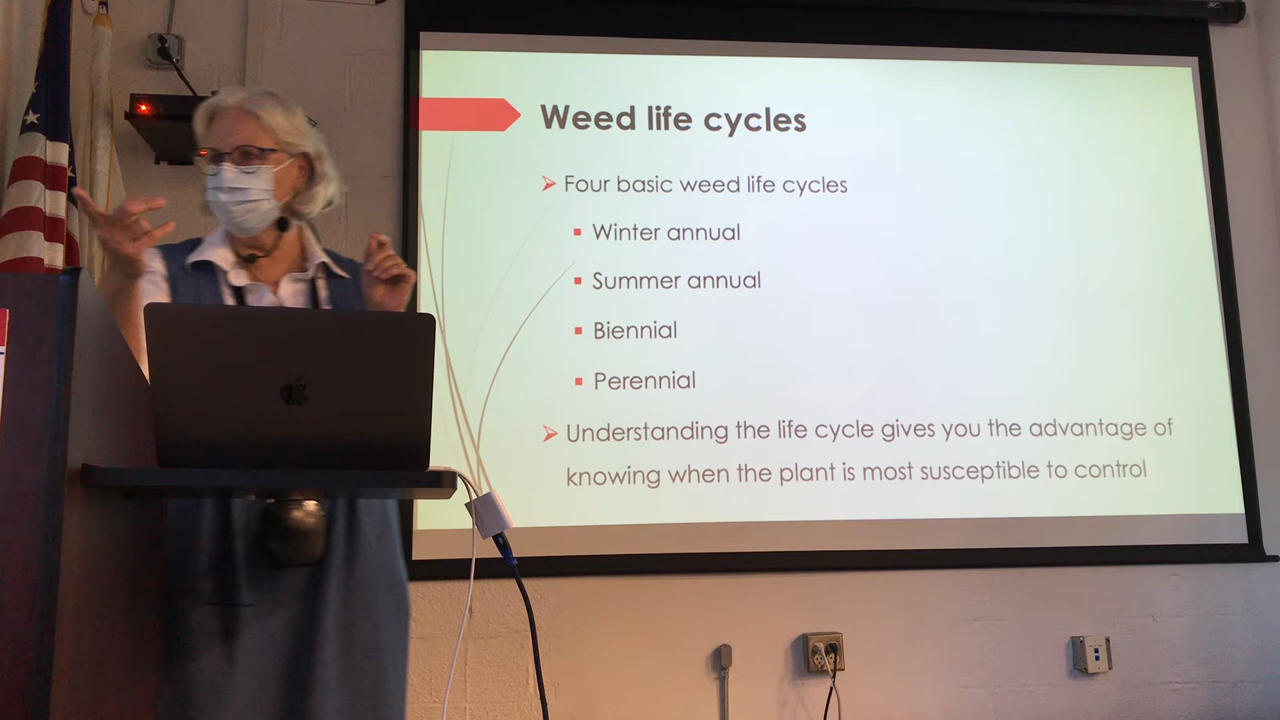 Weed life cycles
Four basic weed life cycles
Winter annual
Summer annual
Biennial
Perennial
Understanding the life cycle gives you the advantage of
knowing when the plant is most susceptible to control